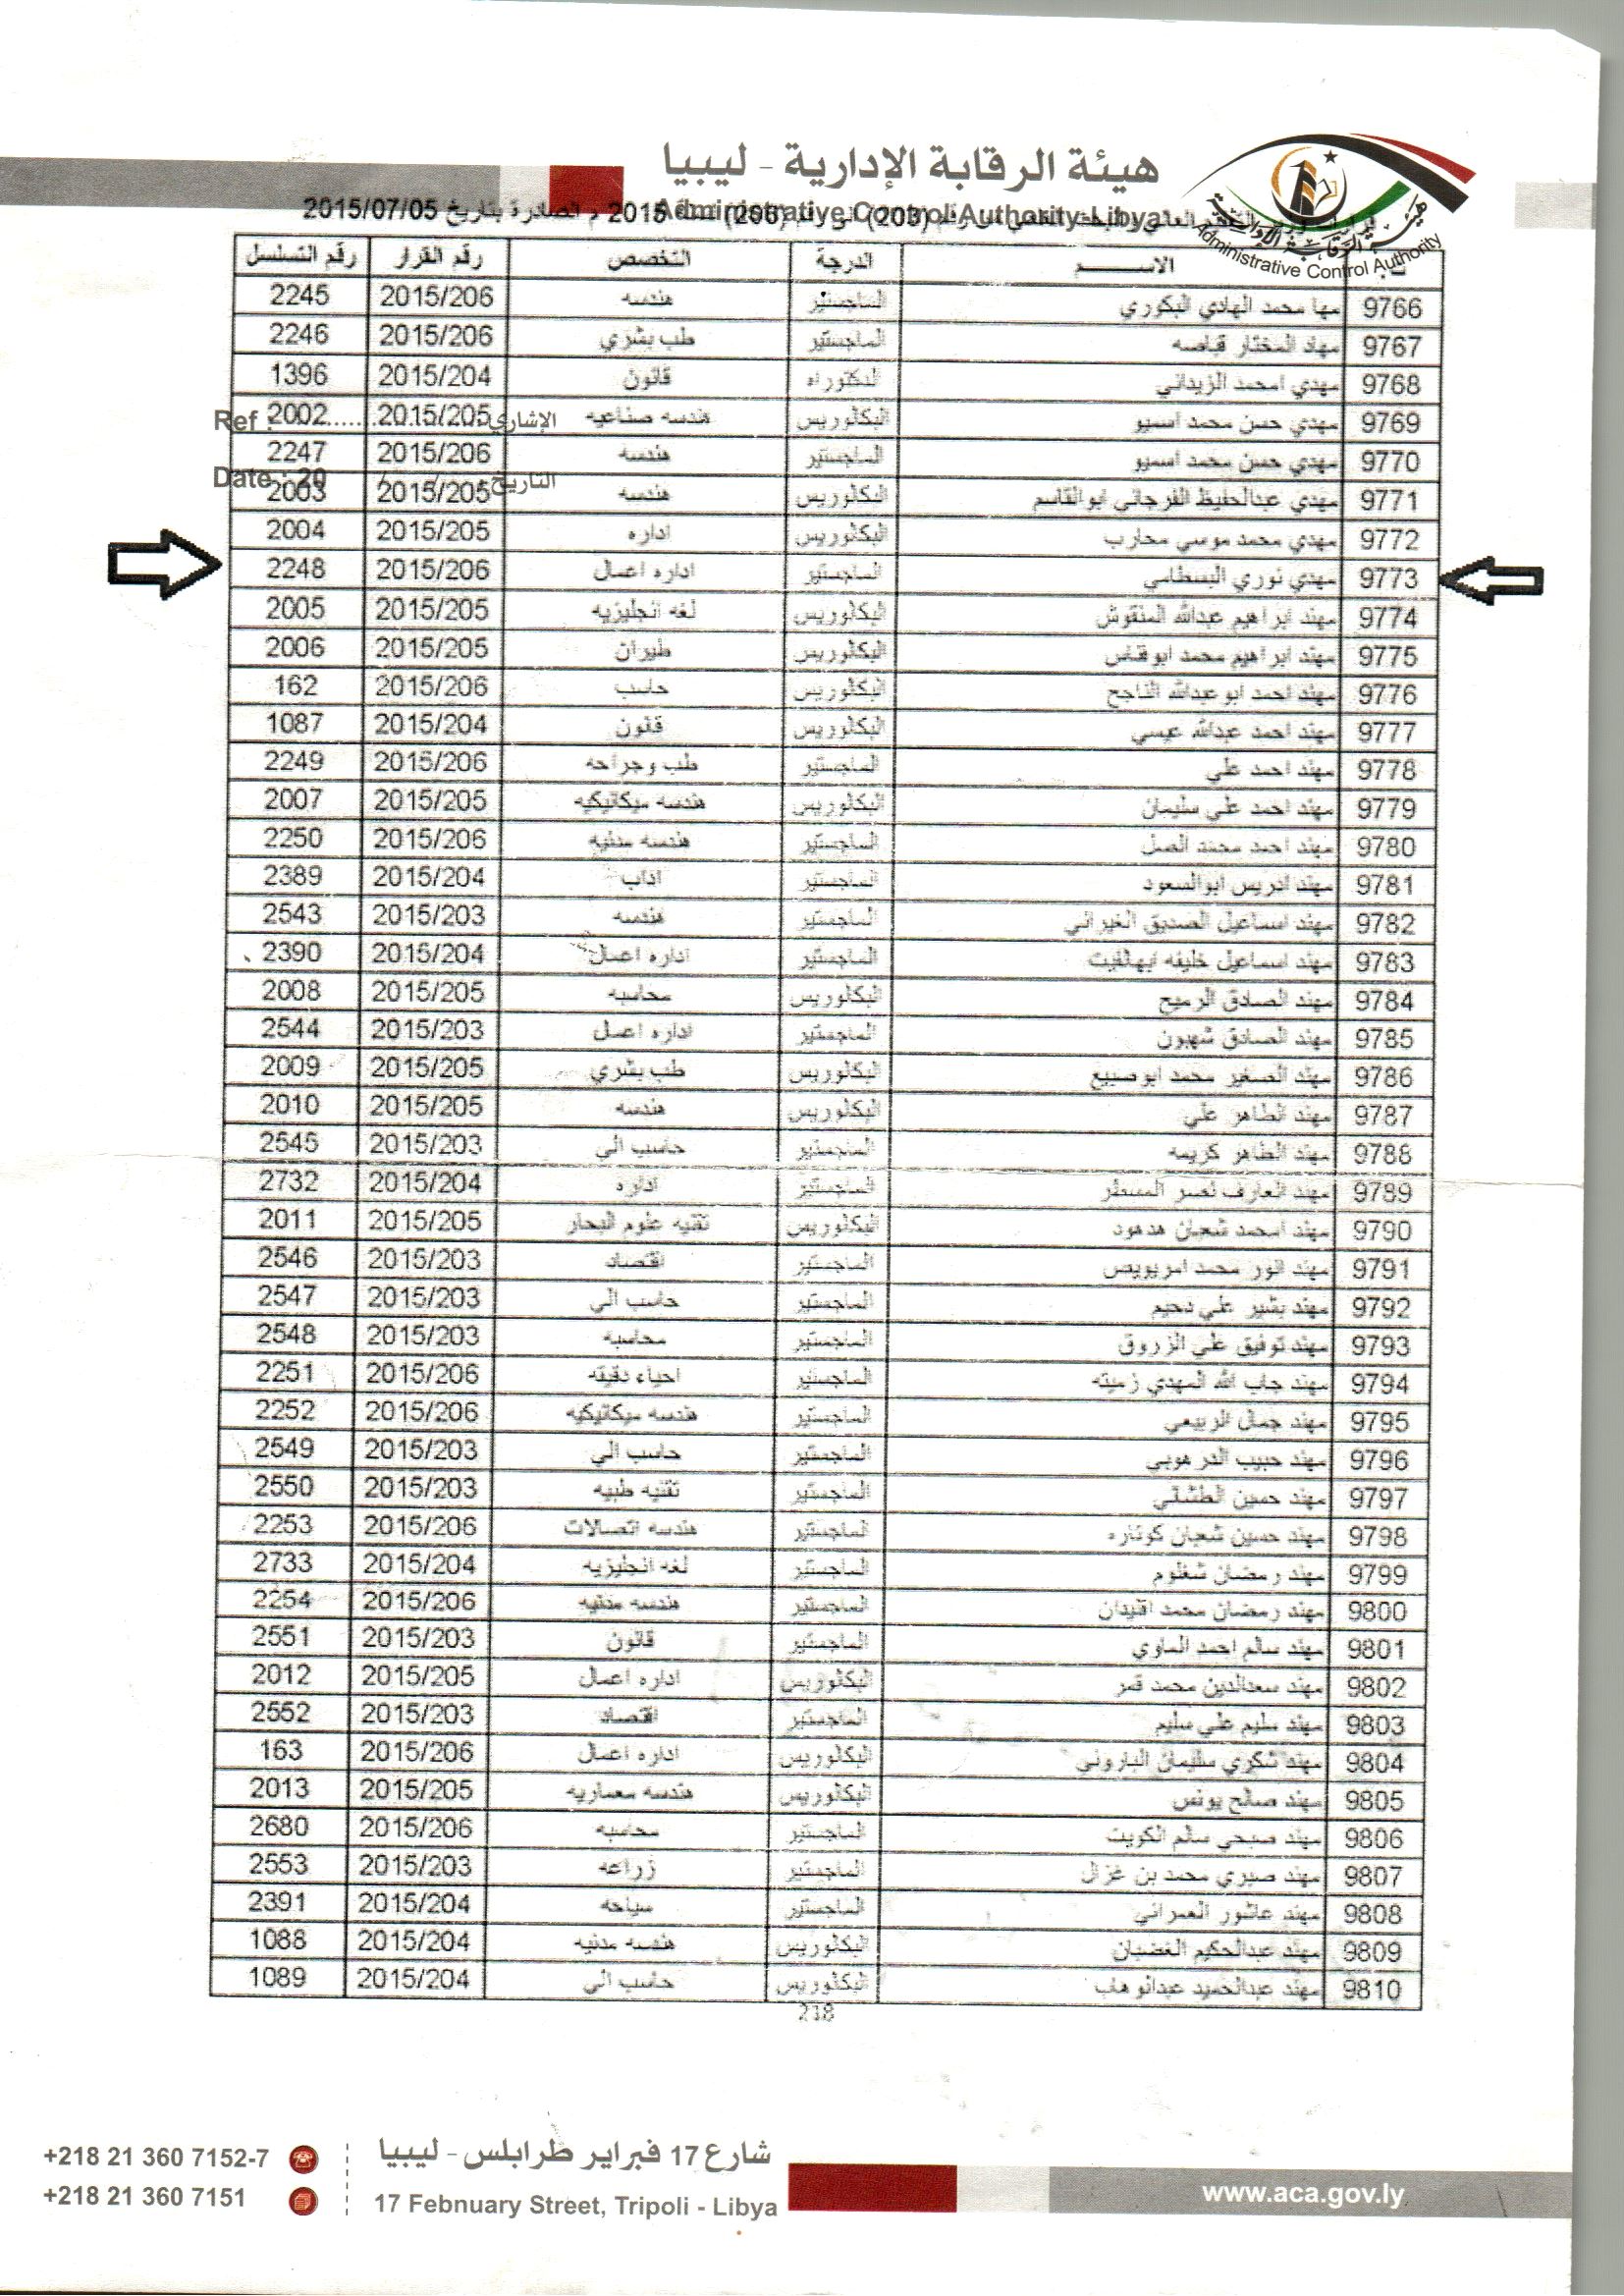 هيئة الرقابة الإدارية - ليبيا
Administrative Control Authority-Libya
Administrative Control Authority
رقم (203) الى رقم (206) 2015 م الصادرة بتاريخ 2015/07/05
الاســـــم الدرجة التخصص رقم القرار رقم التسلسل
9766 مها محمد الهادي البكوري الماجستير هندسه 2015/206 2245
9767 مهاد المختار قباصه الماجستير طب بشري 2015/206 2246
9768 مهدي امحمد الزيداني الدكتوراه قانون 2015/204 1396
9769 مهدي حسن محمد اسميو البكالوريس هندسه صناعيه 2015/205 2002
الإشاري Ref :
9770 مهدي حسن محمد اسميو الماجستير هندسه 2015/206 2247
9771 مهدي عبدالحفيظ الفرجاني ابوالقاسم البكالوريس هندسه 2015/205 2003
التاريخ Date : 20
9772 مهدي محمد موسي محارب البكالوريس اداره 2015/205 2004
9773 مهدي نوري البسطامي الماجستير اداره اعمال 2015/206 2248
9774 مهند ابراهيم عبدالله المنقوش البكالوريس لغه انجليزيه 2015/205 2005
9775 مهند ابراهيم محمد ابوقناس البكالوريس طيران 2015/205 2006
9776 مهند احمد ابو عبدالله الناجح البكالوريس حاسب 2015/206 162
9777 مهند احمد عبدالله عيسي البكالوريس قانون 2015/204 1087
9778 مهند احمد علي الماجستير طب وجراحه 2015/206 2249
9779 مهند احمد علي سليمان البكالوريس هندسه ميكانيكيه 2015/205 2007
9780 مهند احمد محمد الصل الماجستير هندسه مدنيه 2015/206 2250
9781 مهند ادريس ابوالسعود الماجستير اداب 2015/204 2389
9782 مهند اسماعيل الصديق الخيراني الماجستير هندسه 2015/203 2543
9783 مهند اسماعيل خليفه الماجستير اداره اعمال 2015/204 2390
9784 مهند الصادق الرميح البكالوريس محاسبه 2015/205 2008
9785 مهند الصادق شهبون الماجستير اداره اعمال 2015/203 2544
9786 مهند الصغير محمد ابوصبيع البكالوريس طب بشري 2015/205 2009
9787 مهند الطاهر علي البكالوريس هندسه 2015/205 2010
9788 مهند الطاهر كريمه الماجستير حاسب الي 2015/203 2545
9789 مهند العارف نصر المسطر الماجستير اداره 2015/204 2732
9790 مهند امحمد شعبان هدهود البكالوريس تقنيه علوم البحار 2015/205 2011
9791 مهند انور محمد امريويص الماجستير اقتصاد 2015/203 2546
9792 مهند بشير علي دحيم الماجستير حاسب الي 2015/203 2547
9793 مهند توفيق علي الزروق الماجستير محاسبه 2015/203 2548
9794 مهند جاب الله المهدي زميته الماجستير احياء دقيقه 2015/206 2251
9795 مهند جمال الربيعي الماجستير هندسه ميكانيكيه 2015/206 2252
9796 مهند حبيب الدرهوبي الماجستير حاسب الي 2015/203 2549
9797 مهند حسين الطشاني الماجستير تقنيه طبيه 2015/203 2550
9798 مهند حسين شعبان كوناره الماجستير هندسه اتصالات 2015/206 2253
9799 مهند رمضان شغلوم الماجستير لغه انجليزيه 2015/204 2733
9800 مهند رمضان محمد اقنيدان الماجستير هندسه مدنيه 2015/206 2254
9801 مهند سالم احمد الماوي الماجستير قانون 2015/203 2551
9802 مهند سعدالدين محمد قمر البكالوريس اداره اعمال 2015/205 2012
9803 مهند سليم علي سليم الماجستير اقتصاد 2015/203 2552
9804 مهند شكري سليمان الباروني البكالوريس اداره اعمال 2015/206 163
9805 مهند صالح يونس البكالوريس هندسه معماريه 2015/205 2013
9806 مهند صبحي سالم الكويت الماجستير محاسبه 2015/206 2680
9807 مهند صبري محمد بن غزال الماجستير زراعه 2015/203 2553
9808 مهند عاشور العمراني الماجستير سياحه 2015/204 2391
9809 مهند عبدالحكيم الغضبان البكالوريس هندسه مدنيه 2015/204 1088
9810 مهند عبدالحميد عبدالوهاب البكالوريس حاسب الي 2015/204 1089
218
شارع 17 فبراير طرابلس - ليبيا
17 Febnuary Street, Tripoli - Libya
+218 21 360 7152-7
+218 21 360 7151
www.aca.gov.ly